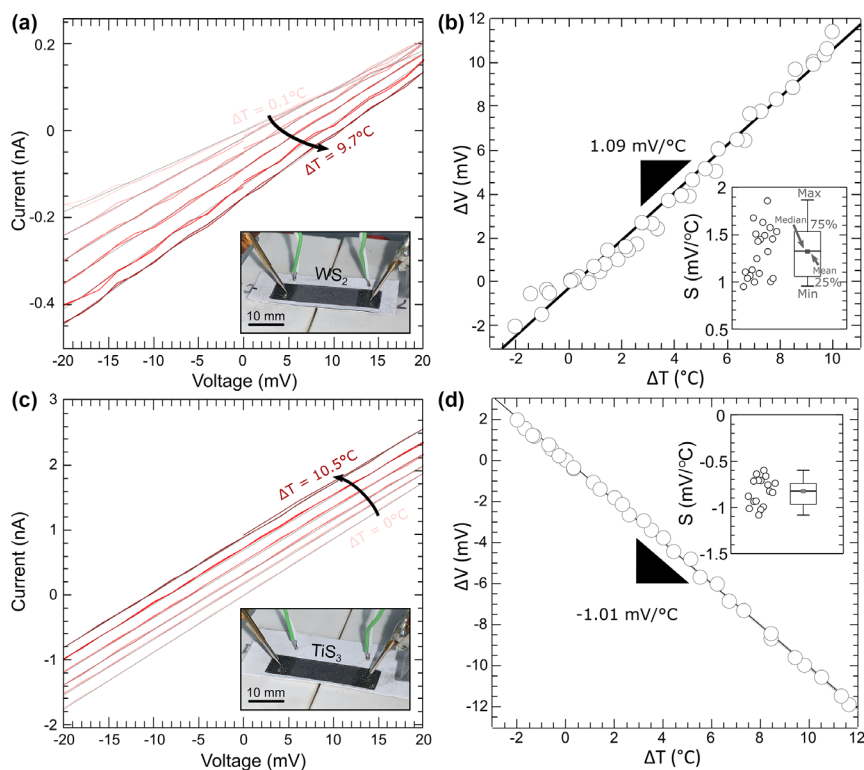 (a)
0.2
0
-0.2
-0.4
Current (nA)
ΔT = 0.1°C
ΔT = 9.7°C
WS2
10 mm
-20 -15 -10 -5 0 5 10 15 20
Voltage (mV)
(b)
12
10
8
6
4
2
0
-2
ΔV (mV)
1.09 mV/°C
2
1.5
1
0.5
S (mV/°C)
Max
Median
75%
Mean
25%
Min
-2 0 2 4 6 8 10
ΔT (°C)
(c)
3
2
1
0
-1
-2
Current (nA)
ΔT = 10.5°C
ΔT = 0°C
TiS3
10 mm
-20 -15 -10 -5 0 5 10 15 20
Voltage (mV)
(d)
2
0
-2
-4
-6
-8
-10
-12
ΔV (mV)
0
-0.5
-1
-1.5
S (mV/°C)
-1.01 mV/°C
-2 0 2 4 6 8 10 12
ΔT (°C)